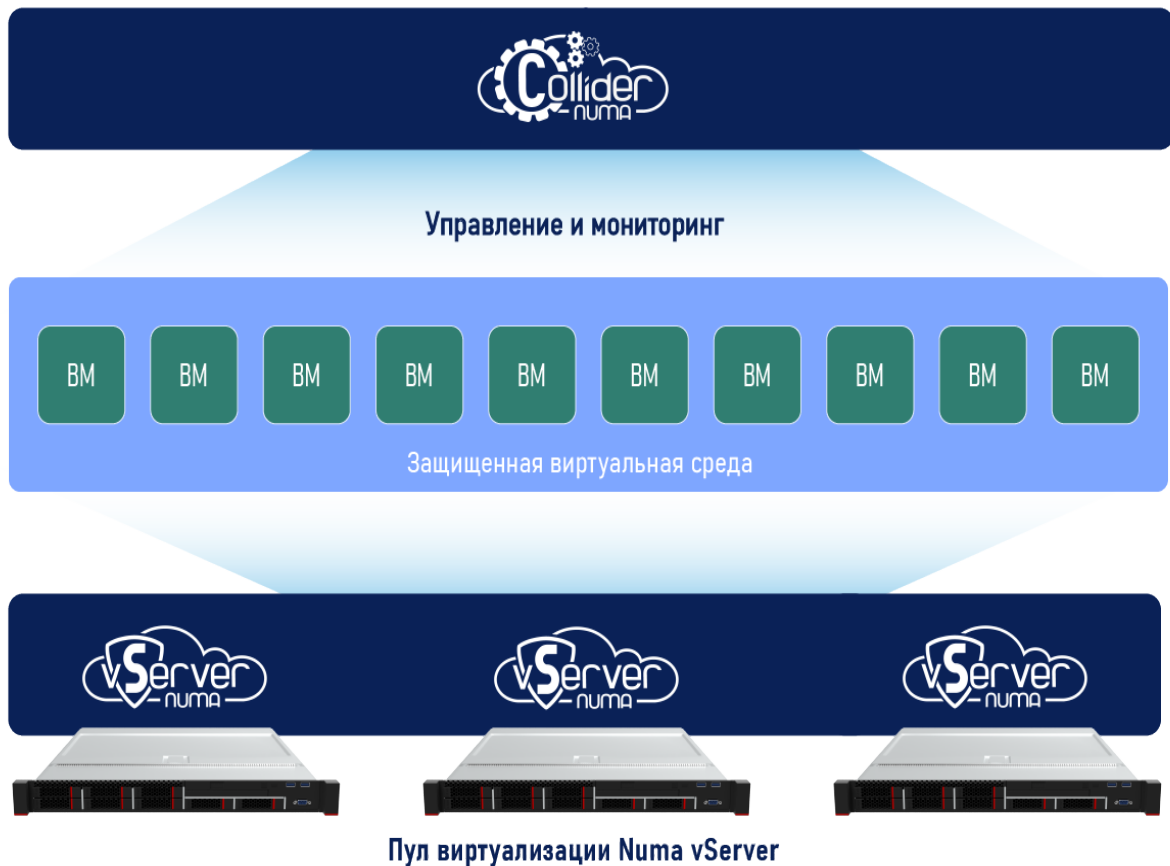 Collider
NUMA
Управление и мониторинг
ВМ ВМ ВМ ВМ ВМ ВМ ВМ ВМ ВМ ВМ
Защищенная виртуальная среда
vServer vServer vServer
NUMA NUMA NUMA
Пул виртуализации Numa vServer